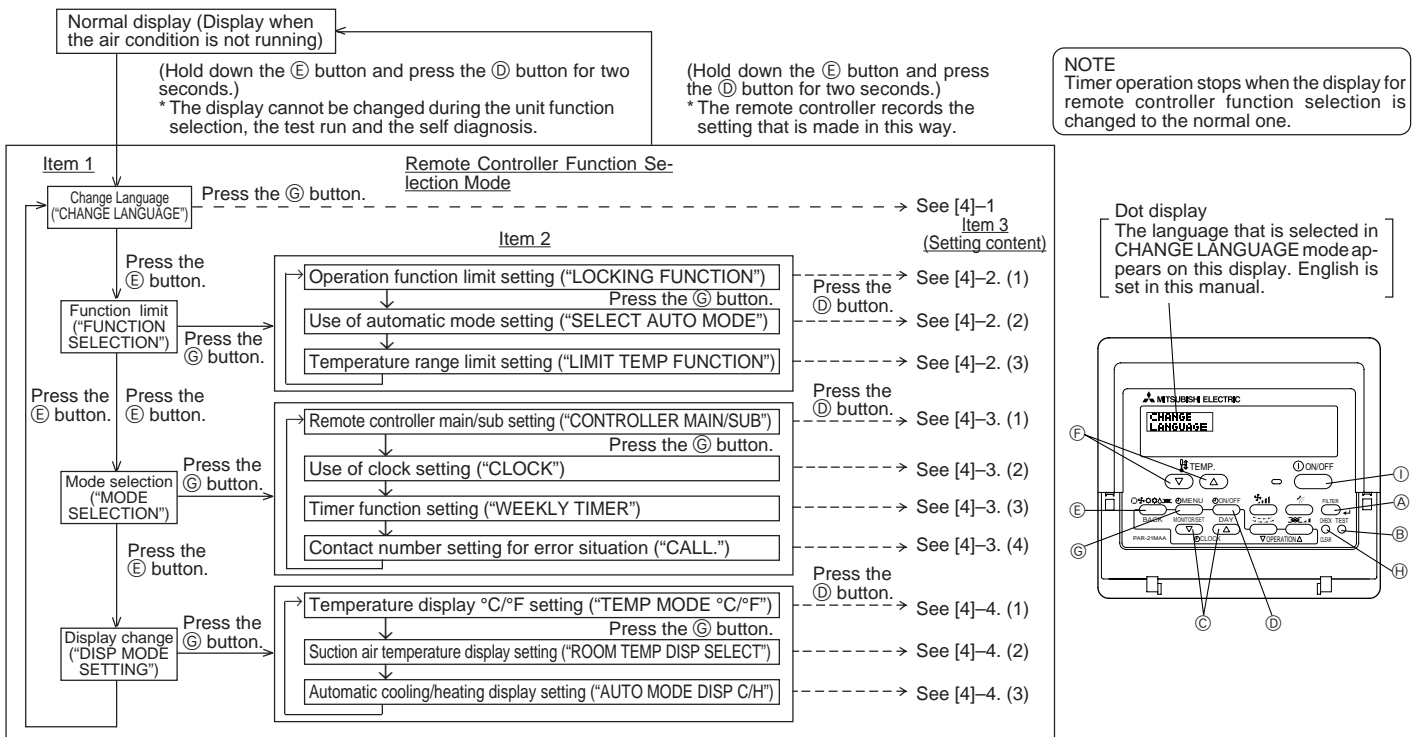 Normal display (Display when
the air condition is not running)
(Hold down the Ⓔ button and press the Ⓓ button for two
seconds.)
* The display cannot be changed during the unit function
selection, the test run and the self diagnosis.
(Hold down the Ⓔ button and press
the Ⓓ button for two seconds.)
* The remote controller records the
setting that is made in this way.
NOTE
Timer operation stops when the display for
remote controller function selection is
changed to the normal one.
Item 1
Remote Controller Function Se-
lection Mode
Change Language
(“CHANGE LANGUAGE”)
Press the Ⓖ button.
See [4]–1
Item 3
(Setting content)
Item 2
Press the
Ⓔ button.
Function limit
(“FUNCTION
SELECTION”)
Press the
Ⓖ button.
Operation function limit setting (“LOCKING FUNCTION”)
Press the Ⓖ button.
Use of automatic mode setting (“SELECT AUTO MODE”)
Temperature range limit setting (“LIMIT TEMP FUNCTION”)
Press the
Ⓓ button.
See [4]–2. (1)
See [4]–2. (2)
See [4]–2. (3)
Press the
Ⓔ button.
Press the
Ⓔ button.
Mode selection
(“MODE
SELECTION”)
Press the
Ⓖ button.
Remote controller main/sub setting (“CONTROLLER MAIN/SUB”)
Press the Ⓖ button.
Use of clock setting (“CLOCK”)
Timer function setting (“WEEKLY TIMER”)
Contact number setting for error situation (“CALL.”)
Press the
Ⓓ button.
See [4]–3. (1)
See [4]–3. (2)
See [4]–3. (3)
See [4]–3. (4)
Press the
Ⓔ button.
Display change
(“DISP MODE
SETTING”)
Press the
Ⓖ button.
Temperature display °C/°F setting (“TEMP MODE °C/°F”)
Press the Ⓖ button.
Suction air temperature display setting (“ROOM TEMP DISP SELECT”)
Automatic cooling/heating display setting (“AUTO MODE DISP C/H”)
Press the
Ⓓ button.
See [4]–4. (1)
See [4]–4. (2)
See [4]–4. (3)
Dot display
The language that is selected in
CHANGE LANGUAGE mode ap-
pears on this display. English is
set in this manual.
MITSUBISHI ELECTRIC
CHANGE
LANGUAGE
TEMP.
ON/OFF
MENU
ON/OFF
FILTER
BACK
MONITOR/SET
DAY
CHECK
TEST
PAR-21MAA
CLOCK
▽ OPERATION △
CLEAR
Ⓕ
Ⓔ
Ⓖ
Ⓒ
Ⓓ
Ⓘ
Ⓐ
Ⓑ
Ⓗ